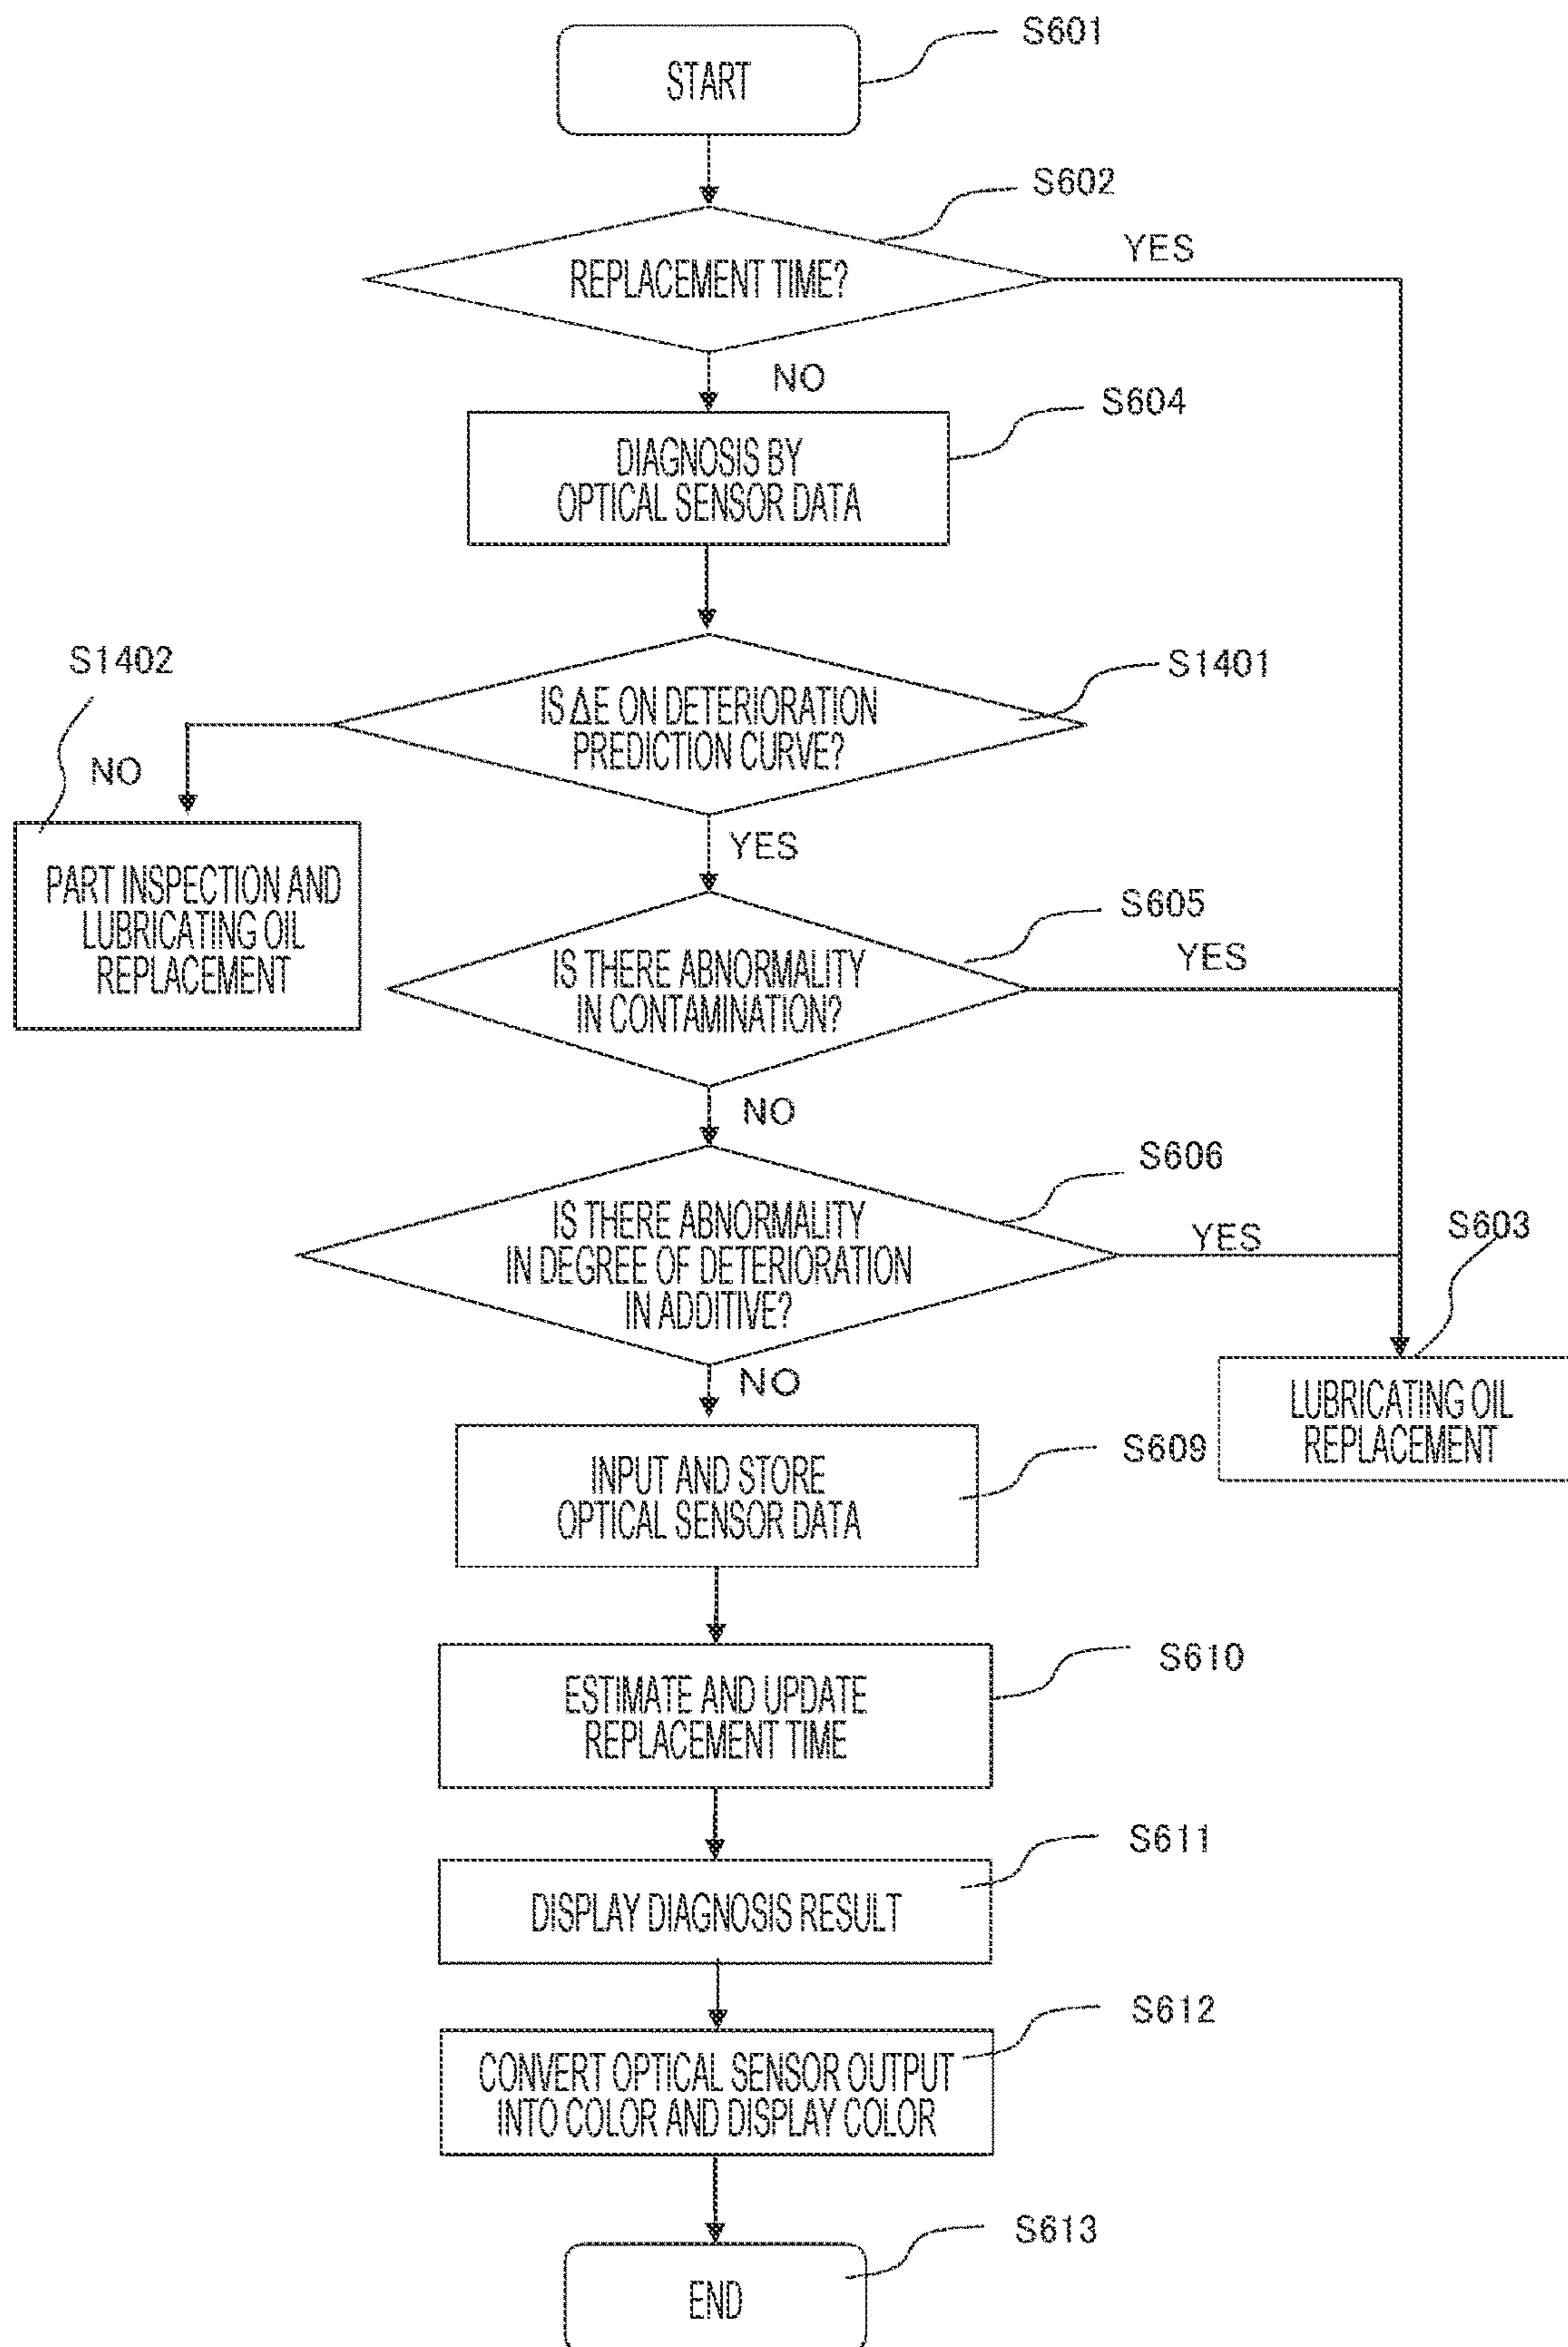 S601
START
S602
REPLACEMENT TIME?
YES
NO
S604
DIAGNOSIS BY
OPTICAL SENSOR DATA
S1402
S1401
IS ΔE ON DETERIORATION
PREDICTION CURVE?
NO
YES
PART INSPECTION AND
LUBRICATING OIL
REPLACEMENT
S605
IS THERE ABNORMALITY
IN CONTAMINATION?
YES
NO
S606
IS THERE ABNORMALITY
IN DEGREE OF DETERIORATION
IN ADDITIVE?
YES
S603
NO
LUBRICATING OIL
REPLACEMENT
S609
INPUT AND STORE
OPTICAL SENSOR DATA
S610
ESTIMATE AND UPDATE
REPLACEMENT TIME
S611
DISPLAY DIAGNOSIS RESULT
S612
CONVERT OPTICAL SENSOR OUTPUT
INTO COLOR AND DISPLAY COLOR
S613
END